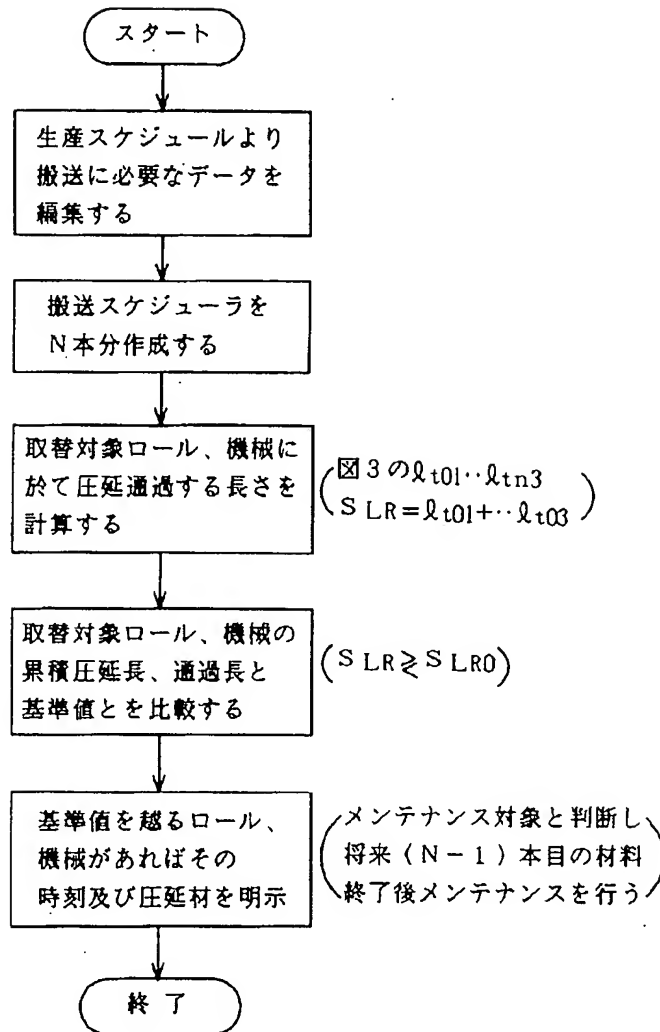 スタート
生産スケジュールより
搬送に必要なデータを
編集する
搬送スケジューラを
N本分作成する
取替対象ロール、機械に
於て圧延通過する長さを
計算する
(図3のℓt01‥ℓtn3
SLR=ℓt01+‥ℓt03)
取替対象ロール、機械の
累積圧延長、通過長と
基準値とを比較する
(SLR≷SLR0)
基準値を越るロール、
機械があればその
時刻及び圧延材を明示
(メンテナンス対象と判断し
将来(N-1)本目の材料
終了後メンテナンスを行う)
終了